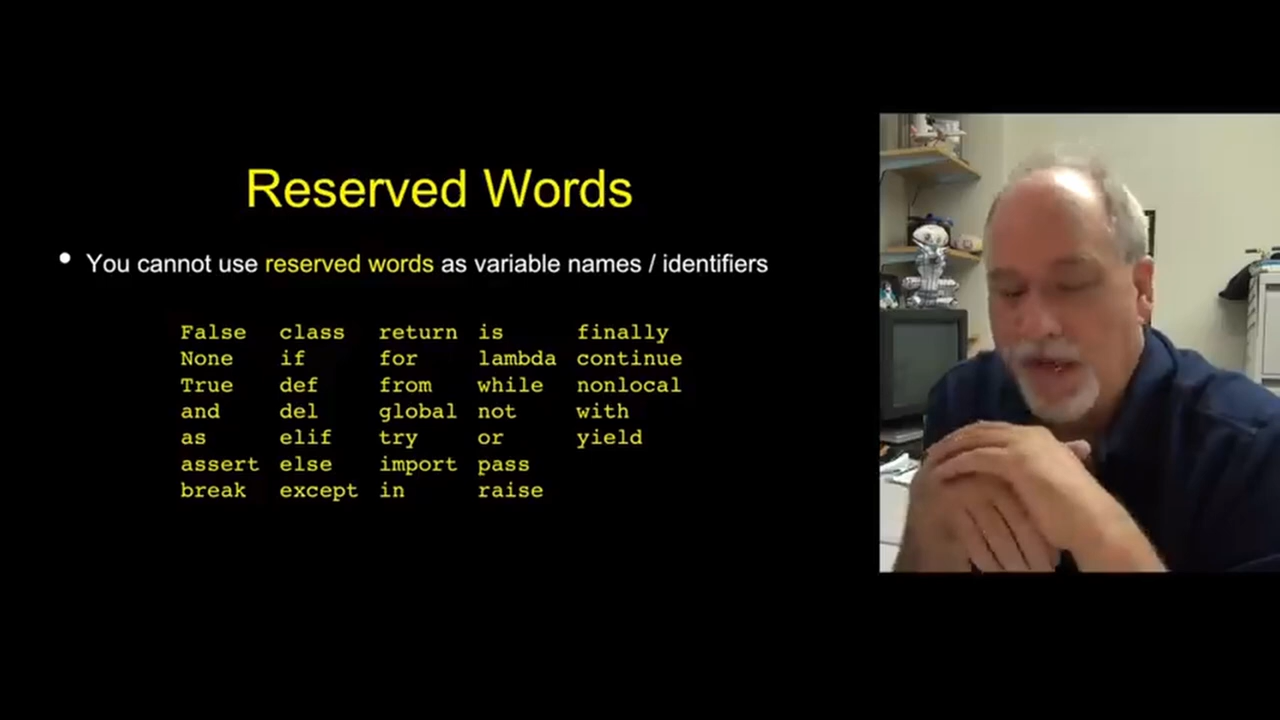 Reserved Words
• You cannot use reserved words as variable names / identifiers
False class return is finally
None if for lambda continue
True def from while nonlocal
and del global not with
as elif try or yield
assert else import pass
break except in raise